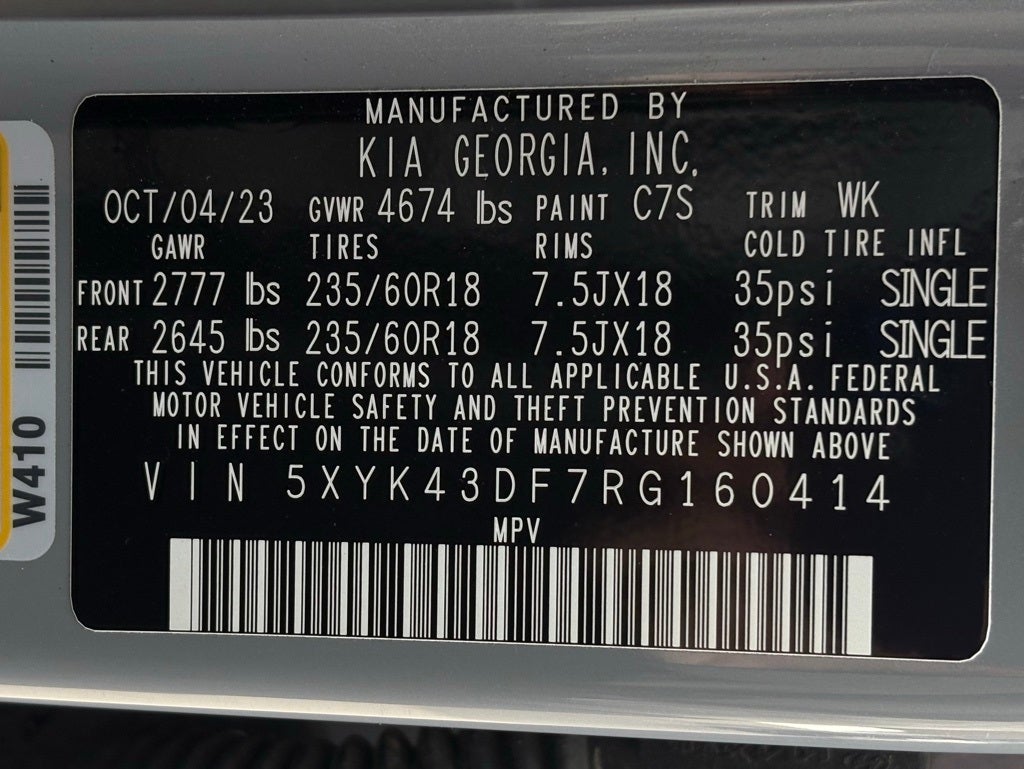 MANUFACTURED BY
KIA GEORGIA, INC.
OCT/04/23 GVWR 4674 lbs PAINT C7S TRIM WK
GAWR TIRES RIMS COLD TIRE INFL
FRONT 2777 lbs 235/60R18 7.5JX18 35psi SINGLE
REAR 2645 lbs 235/60R18 7.5JX18 35psi SINGLE
THIS VEHICLE CONFORMS TO ALL APPLICABLE U.S.A. FEDERAL
MOTOR VEHICLE SAFETY AND THEFT PREVENTION STANDARDS
IN EFFECT ON THE DATE OF MANUFACTURE SHOWN ABOVE
VIN 5XYK43DF7RG160414
MPV
W410